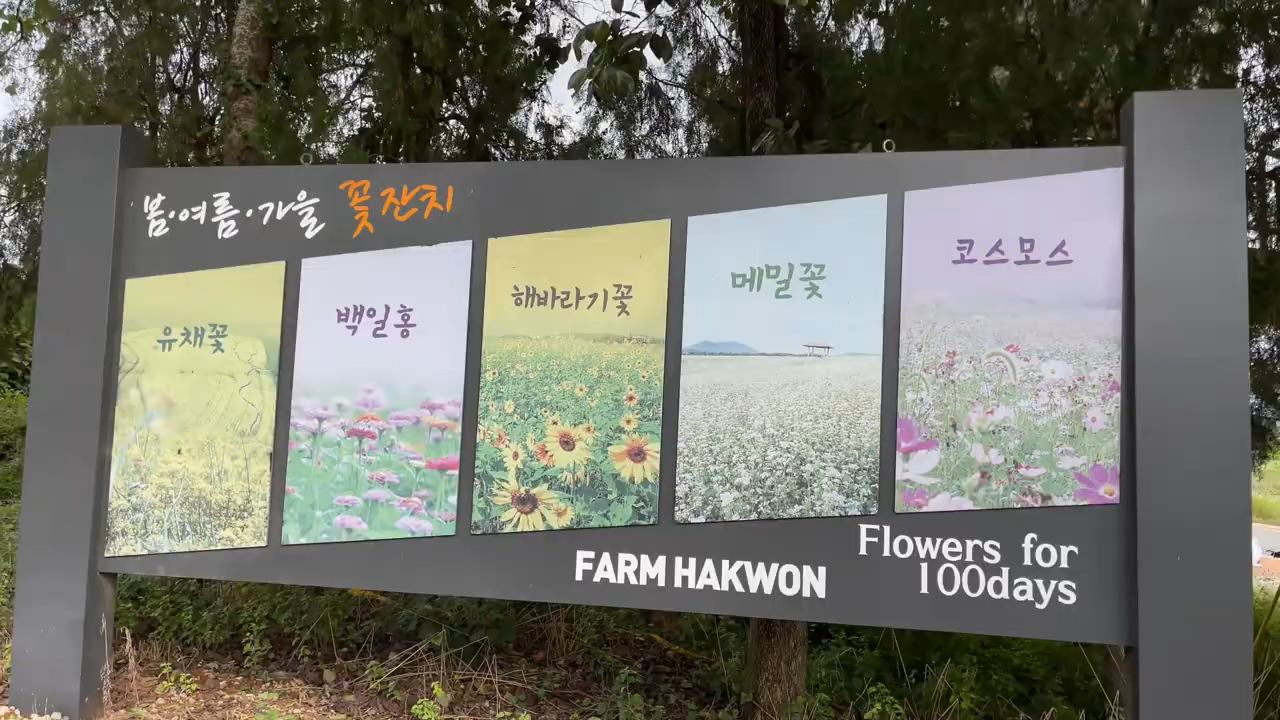 봄·여름·가을 꽃잔치
유채꽃
백일홍
해바라기꽃
메밀꽃
코스모스
FARM HAKWON
Flowers for
100days